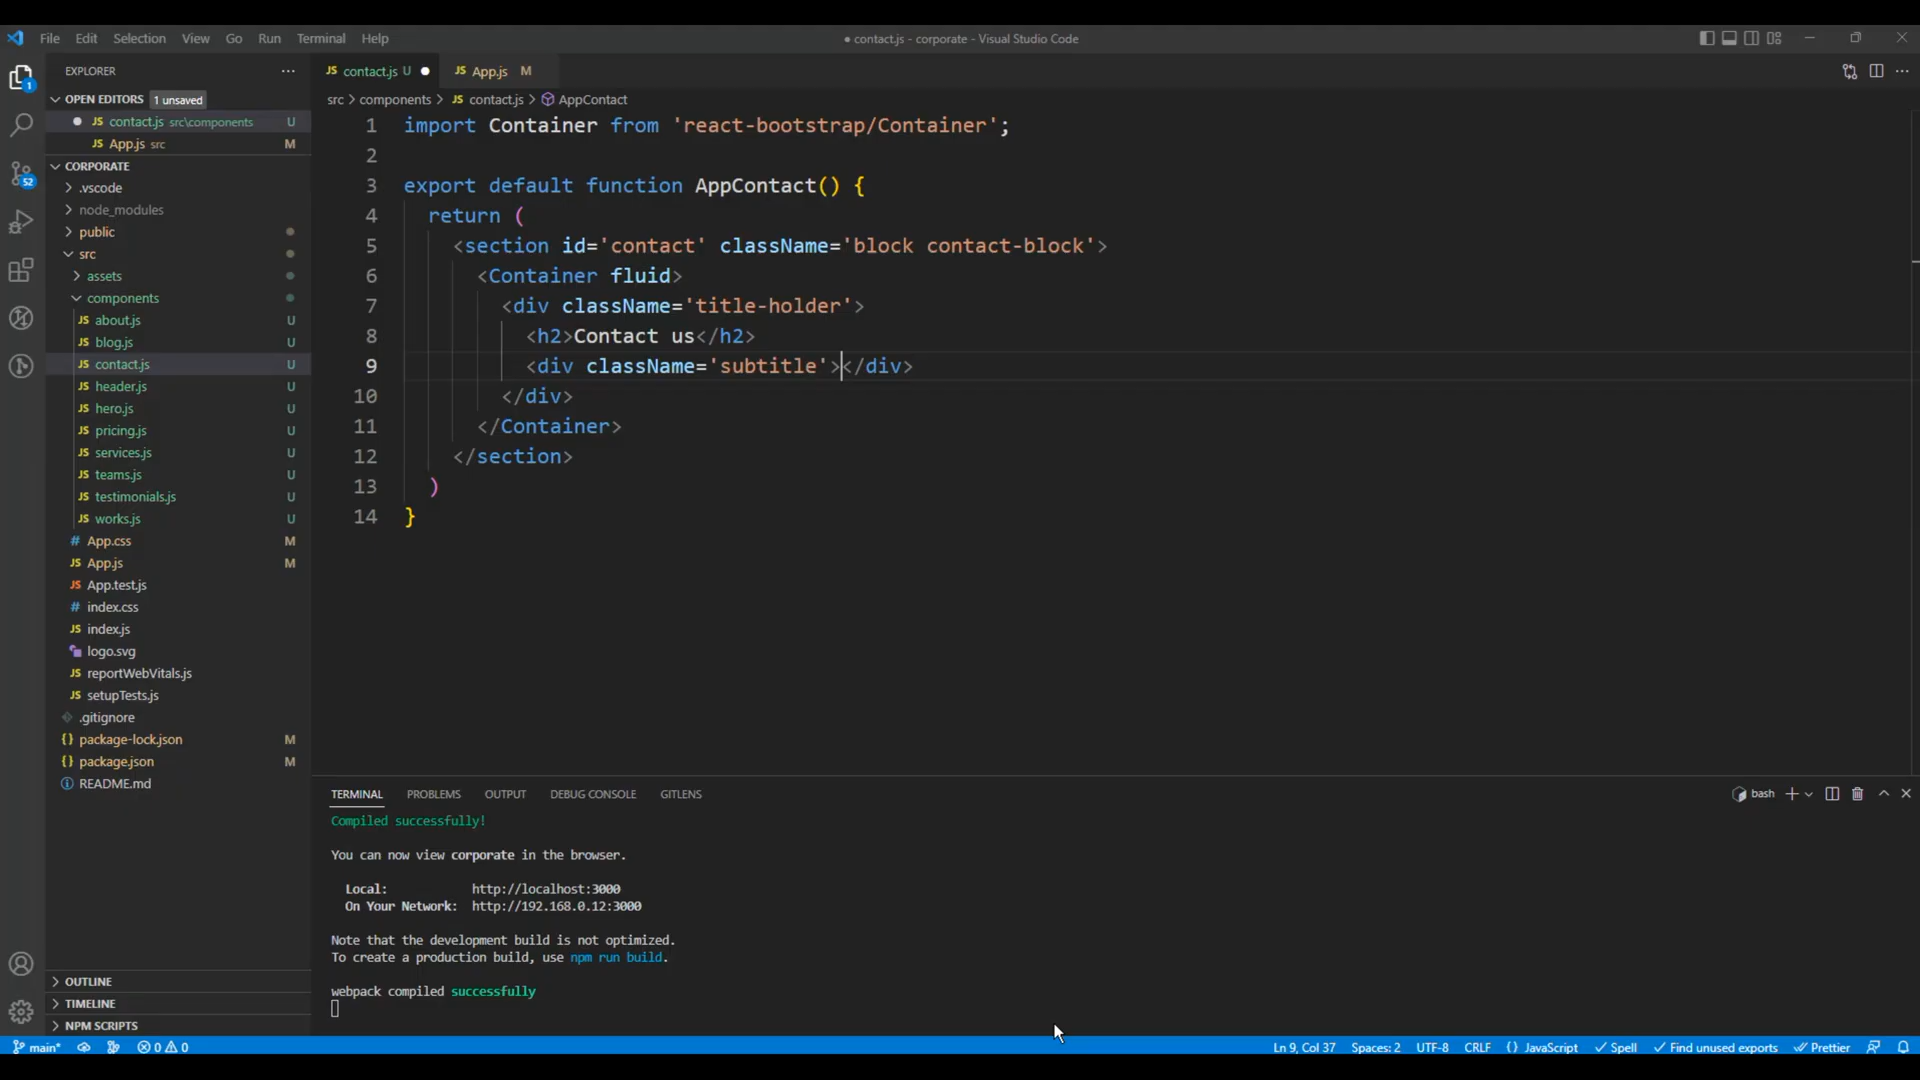 File Edit Selection View Go Run Terminal Help
● contact.js - corporate - Visual Studio Code
EXPLORER
OPEN EDITORS 1 unsaved
JS contact.js src\components U
JS App.js src M
CORPORATE
.vscode
node_modules
public
src
assets
components
JS about.js U
JS blog.js U
JS contact.js U
JS header.js U
JS hero.js U
JS pricing.js U
JS services.js U
JS teams.js U
JS testimonials.js U
JS works.js U
# App.css M
JS App.js M
JS App.test.js
# index.css
JS index.js
logo.svg
JS reportWebVitals.js
JS setupTests.js
.gitignore
{} package-lock.json M
{} package.json M
README.md
OUTLINE
TIMELINE
NPM SCRIPTS
1
52
JS contact.js U ●
JS App.js M
src > components > JS contact.js > AppContact
1 import Container from 'react-bootstrap/Container';
2
3 export default function AppContact() {
4 return (
5 <section id='contact' className='block contact-block'>
6 <Container fluid>
7 <div className='title-holder'>
8 <h2>Contact us</h2>
9 <div className='subtitle'></div>
10 </div>
11 </Container>
12 </section>
13 )
14 }
TERMINAL PROBLEMS OUTPUT DEBUG CONSOLE GITLENS
bash
Compiled successfully!
You can now view corporate in the browser.
Local: http://localhost:3000
On Your Network: http://192.168.0.12:3000
Note that the development build is not optimized.
To create a production build, use npm run build.
webpack compiled successfully
main* 0 0
Ln 9, Col 37 Spaces: 2 UTF-8 CRLF {} JavaScript Spell Find unused exports Prettier